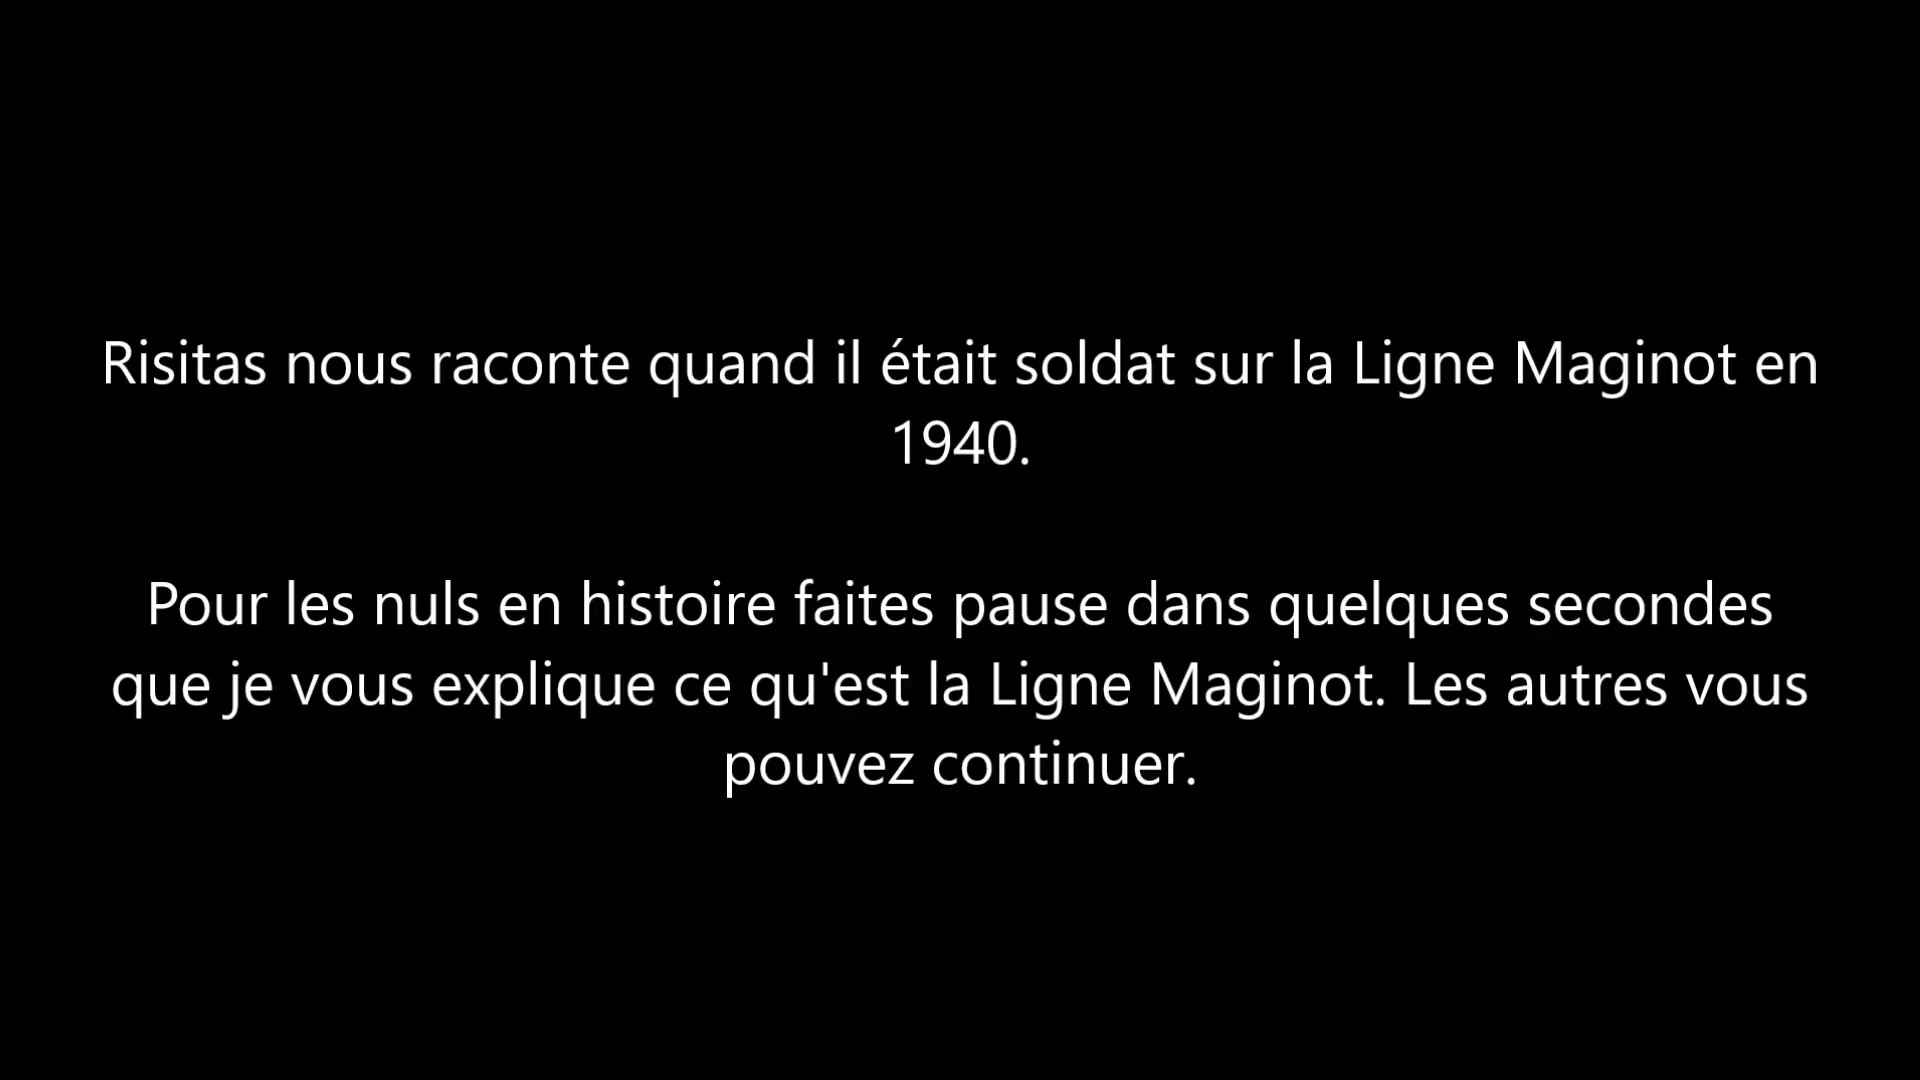 Risitas nous raconte quand il était soldat sur la Ligne Maginot en
1940.
Pour les nuls en histoire faites pause dans quelques secondes
que je vous explique ce qu'est la Ligne Maginot. Les autres vous
pouvez continuer.